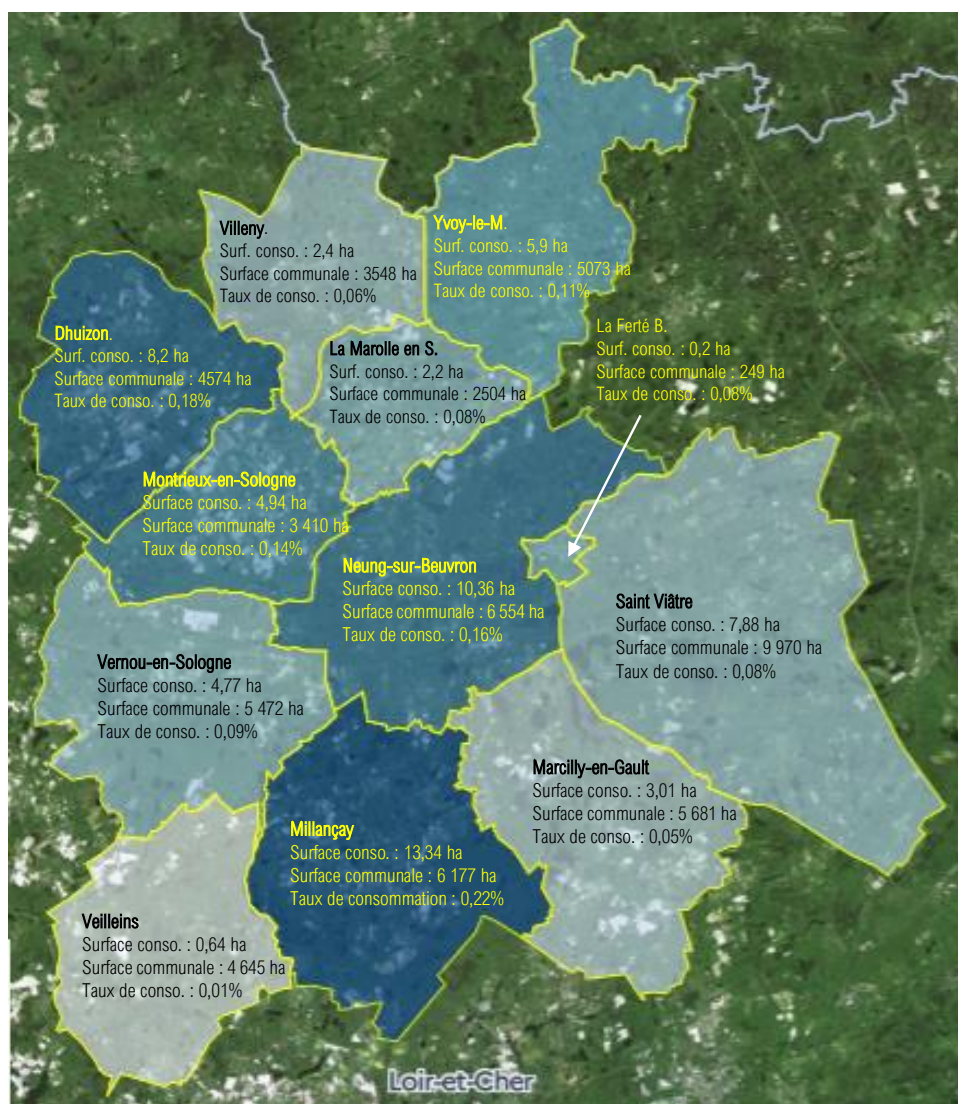 Villeny.
Surf. conso. : 2,4 ha
Surface communale : 3548 ha
Taux de conso. : 0,06%
Yvoy-le-M.
Surf. conso. : 5,9 ha
Surface communale : 5073 ha
Taux de conso. : 0,11%
Dhuizon.
Surf. conso. : 8,2 ha
Surface communale : 4574 ha
Taux de conso. : 0,18%
La Marolle en S.
Surf. conso. : 2,2 ha
Surface communale : 2504 ha
Taux de conso. : 0,08%
La Ferté B.
Surf. conso. : 0,2 ha
Surface communale : 249 ha
Taux de conso. : 0,08%
Montrieux-en-Sologne
Surface conso. : 4,94 ha
Surface communale : 3 410 ha
Taux de conso. : 0,14%
Neung-sur-Beuvron
Surface conso. : 10,36 ha
Surface communale : 6 554 ha
Taux de conso. : 0,16%
Saint Viâtre
Surface conso. : 7,88 ha
Surface communale : 9 970 ha
Taux de conso. : 0,08%
Vernou-en-Sologne
Surface conso. : 4,77 ha
Surface communale : 5 472 ha
Taux de conso. : 0,09%
Marcilly-en-Gault
Surface conso. : 3,01 ha
Surface communale : 5 681 ha
Taux de conso. : 0,05%
Millançay
Surface conso. : 13,34 ha
Surface communale : 6 177 ha
Taux de consommation : 0,22%
Veilleins
Surface conso. : 0,64 ha
Surface communale : 4 645 ha
Taux de conso. : 0,01%
Loir-et-Cher